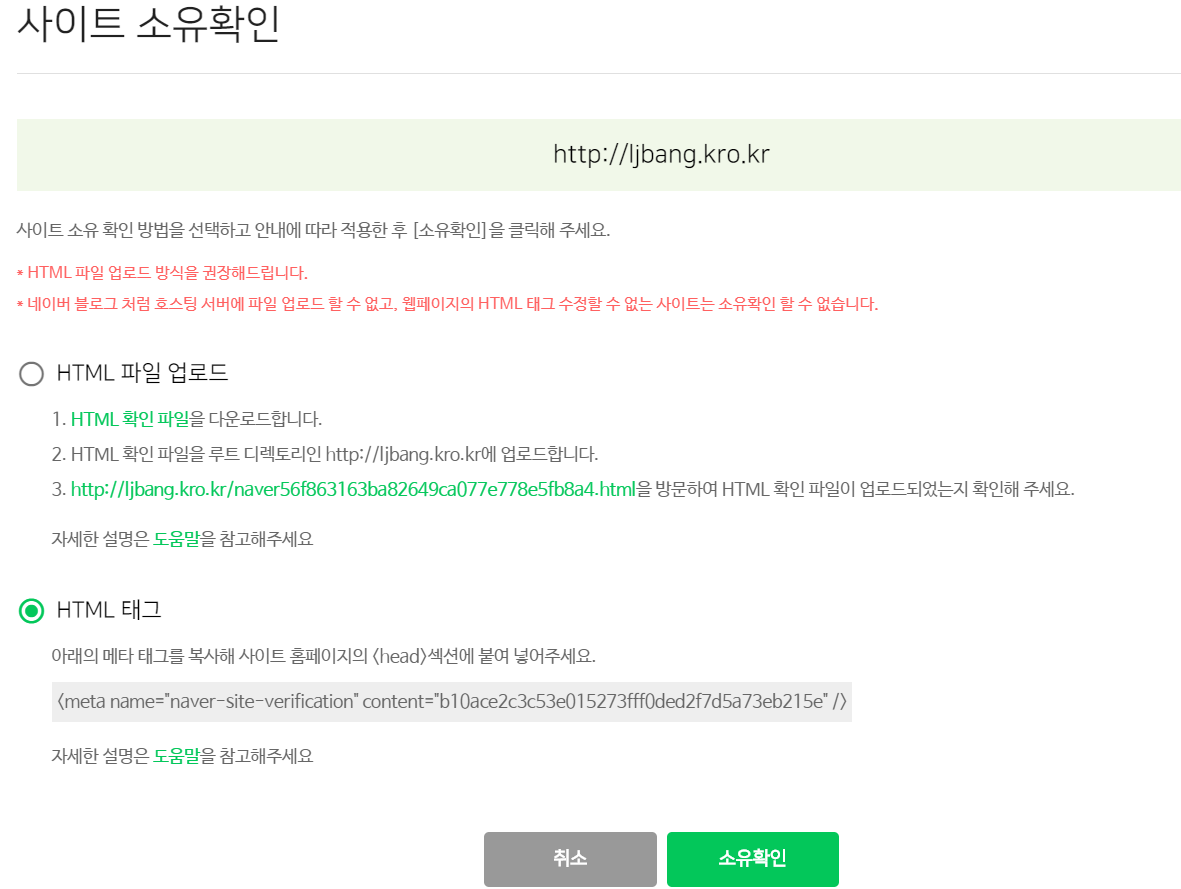 사이트 소유확인
http://ljbang.kro.kr
사이트 소유 확인 방법을 선택하고 안내에 따라 적용한 후 [소유확인]을 클릭해 주세요.
* HTML 파일 업로드 방식을 권장해드립니다.
* 네이버 블로그 처럼 호스팅 서버에 파일 업로드 할 수 없고, 웹페이지의 HTML 태그 수정할 수 없는 사이트는 소유확인 할 수 없습니다.
HTML 파일 업로드
1. HTML 확인 파일을 다운로드합니다.
2. HTML 확인 파일을 루트 디렉토리인 http://ljbang.kro.kr에 업로드합니다.
3. http://ljbang.kro.kr/naver56f863163ba82649ca077e778e5fb8a4.html을 방문하여 HTML 확인 파일이 업로드되었는지 확인해 주세요.
자세한 설명은 도움말을 참고해주세요
HTML 태그
아래의 메타 태그를 복사해 사이트 홈페이지의 <head>섹션에 붙여 넣어주세요.
<meta name="naver-site-verification" content="b10ace2c3c53e015273fff0ded2f7d5a73eb215e" />
자세한 설명은 도움말을 참고해주세요
취소
소유확인